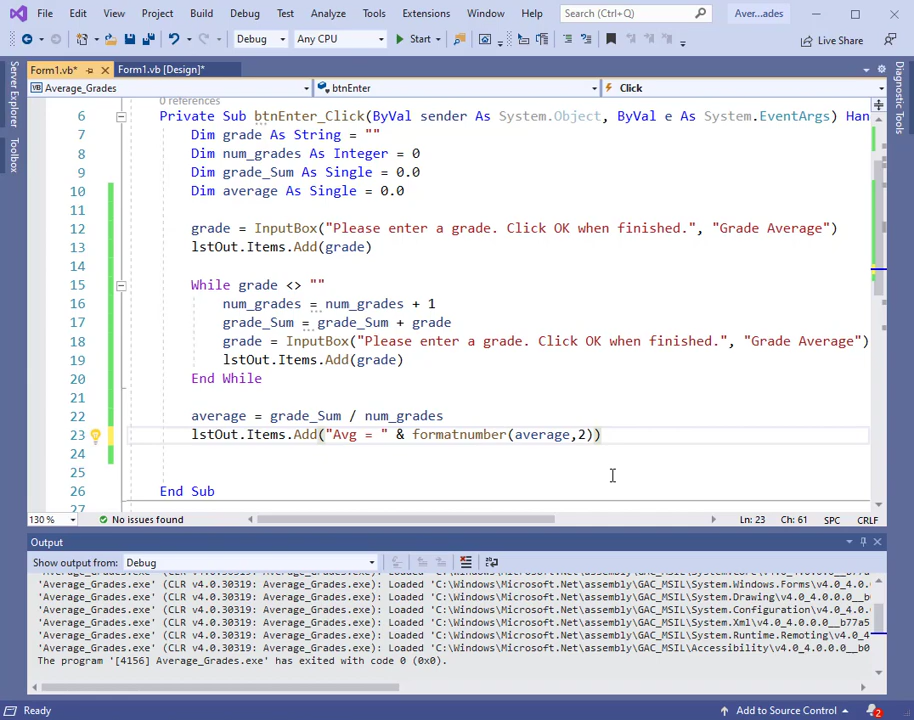 File Edit View Project Build Debug Test Analyze Tools Extensions Window Help Search (Ctrl+Q) Aver...ades
Debug Any CPU Start Live Share
Form1.vb* Form1.vb [Design]*
Average_Grades btnEnter Click
Server Explorer
Toolbox
Diagnostic Tools
0 references
6 Private Sub btnEnter_Click(ByVal sender As System.Object, ByVal e As System.EventArgs) Han
7 Dim grade As String = ""
8 Dim num_grades As Integer = 0
9 Dim grade_Sum As Single = 0.0
10 Dim average As Single = 0.0
11
12 grade = InputBox("Please enter a grade. Click OK when finished.", "Grade Average")
13 lstOut.Items.Add(grade)
14
15 While grade <> ""
16 num_grades = num_grades + 1
17 grade_Sum = grade_Sum + grade
18 grade = InputBox("Please enter a grade. Click OK when finished.", "Grade Average")
19 lstOut.Items.Add(grade)
20 End While
21
22 average = grade_Sum / num_grades
23 lstOut.Items.Add("Avg = " & formatnumber(average,2))
24
25
26 End Sub
27
130 % No issues found Ln: 23 Ch: 61 SPC CRLF
Output
Show output from: Debug
'Average_Grades.exe' (CLR v4.0.30319: Average_Grades.exe): Loaded 'C:\Windows\Microsoft.Net\assembly\GAC_MSIL\System.Windows.Forms\v4.0_4.0
'Average_Grades.exe' (CLR v4.0.30319: Average_Grades.exe): Loaded 'C:\Windows\Microsoft.Net\assembly\GAC_MSIL\System.Drawing\v4.0_4.0.0.0__b
'Average_Grades.exe' (CLR v4.0.30319: Average_Grades.exe): Loaded 'C:\Windows\Microsoft.Net\assembly\GAC_MSIL\System.Configuration\v4.0_4.0
'Average_Grades.exe' (CLR v4.0.30319: Average_Grades.exe): Loaded 'C:\Windows\Microsoft.Net\assembly\GAC_MSIL\System.Xml\v4.0_4.0.0.0__b77a5
'Average_Grades.exe' (CLR v4.0.30319: Average_Grades.exe): Loaded 'C:\Windows\Microsoft.Net\assembly\GAC_MSIL\System.Runtime.Remoting\v4.0_4
'Average_Grades.exe' (CLR v4.0.30319: Average_Grades.exe): Loaded 'C:\Windows\Microsoft.Net\assembly\GAC_MSIL\Accessibility\v4.0_4.0.0.0__b0
The program '[4156] Average_Grades.exe' has exited with code 0 (0x0).
Ready Add to Source Control 2